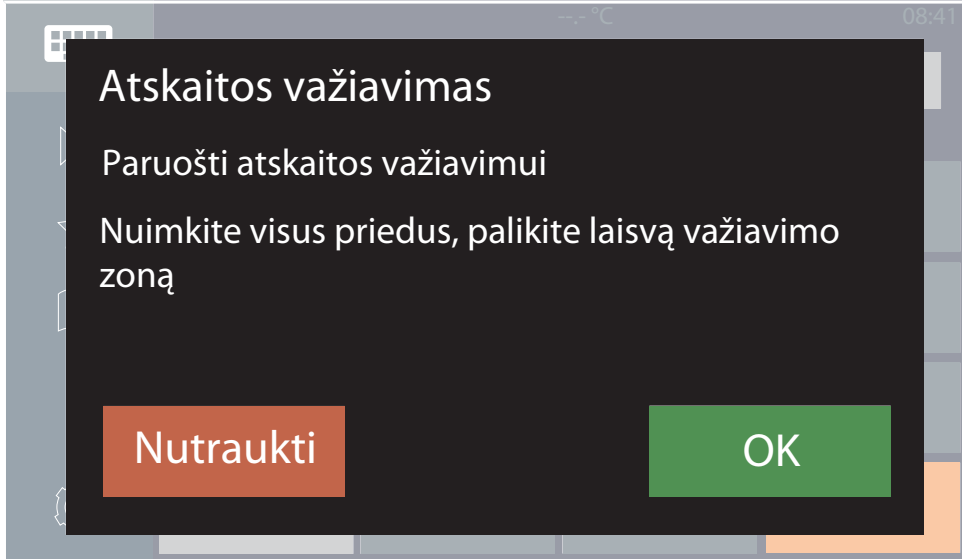 --.- °C
08:41
Atskaitos važiavimas
Paruošti atskaitos važiavimui
Nuimkite visus priedus, palikite laisvą važiavimo
zoną
Nutraukti
OK